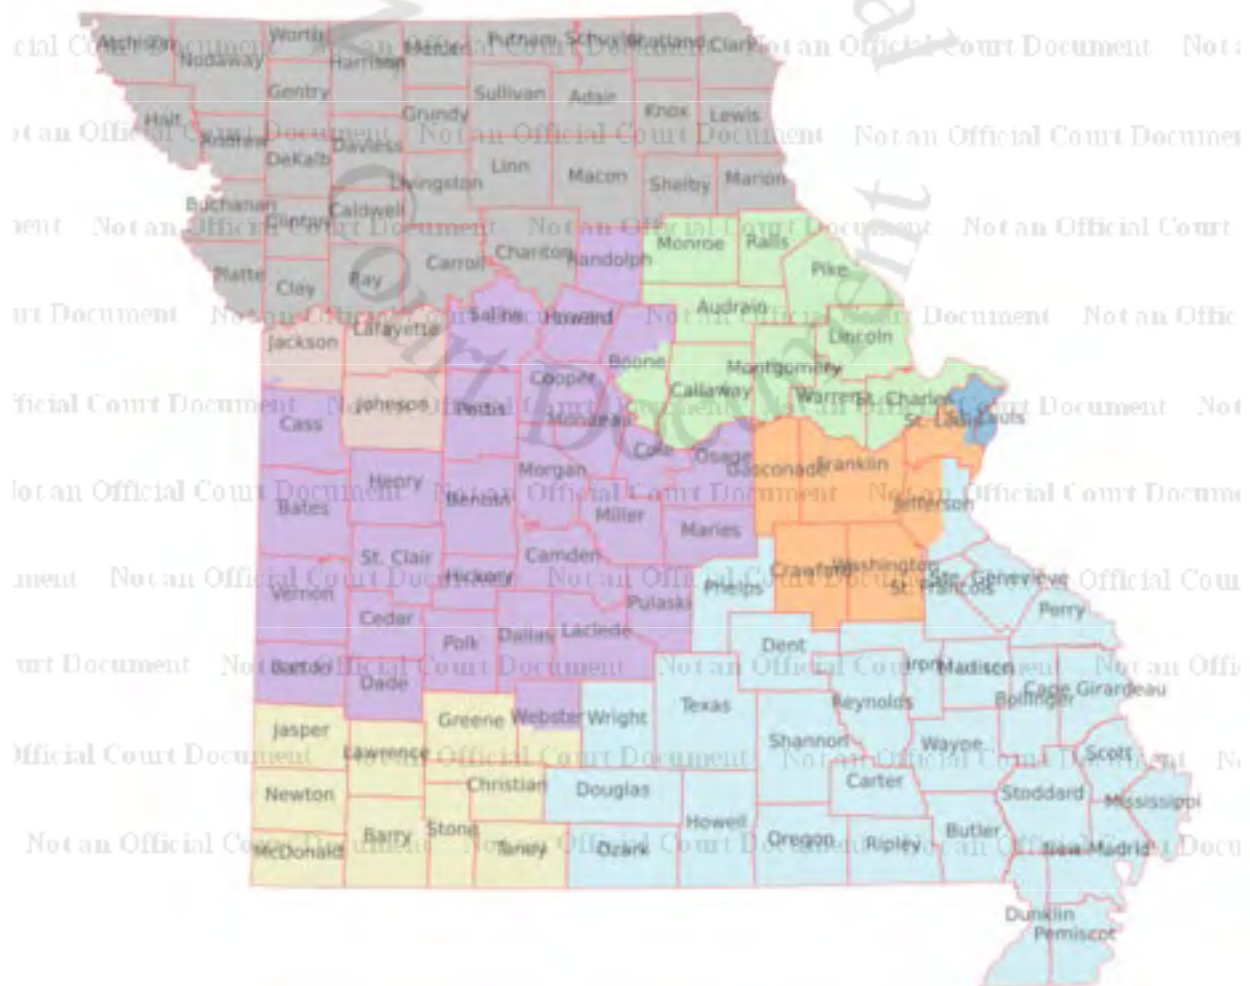 Atchison Nodaway Worth Harrison Mercer Putnam Schuyler Scotland Clark
Gentry Sullivan Adair
Holt Grundy Knox Lewis
Andrew DeKalb Daviess
Linn Macon Shelby Marion
Livingston
Buchanan Clinton Caldwell
Chariton Randolph Monroe Ralls
Platte Clay Ray Carroll Pike
Audrain
Saline Howard
Jackson Lafayette Lincoln
Boone Montgomery
Cooper Callaway
Johnson Pettis Moniteau Warren St. Charles
Cass St. Louis St. Louis
Cole Osage
Henry Morgan Gasconade Franklin
Bates Benton Miller Jefferson
Maries
St. Clair Camden Crawford Washington
Vernon Hickory Phelps St. Francois Ste. Genevieve
Pulaski Perry
Cedar Polk Dallas Laclede Dent
Barton Dade Iron Madison
Bollinger Cape Girardeau
Jasper Greene Webster Wright Texas Reynolds
Lawrence Shannon Wayne Scott
Newton Christian Douglas Carter Stoddard Mississippi
Barry Stone Howell Oregon Ripley Butler
McDonald Taney Ozark New Madrid
Dunklin
Pemiscot
Not an Official Court Document
Court Document